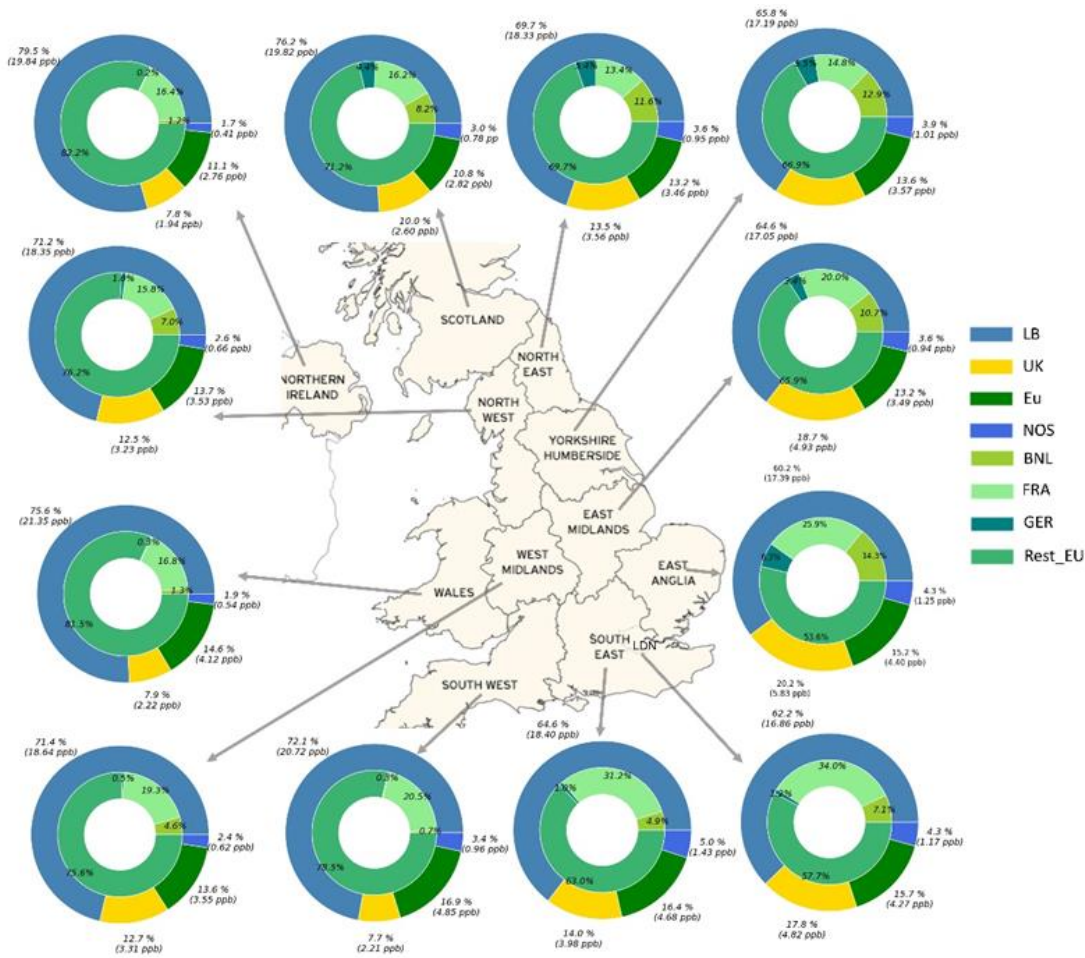 79.5 %
(19.84 ppb)
0.2%
16.4%
1.2%
82.2%
1.7 %
(0.41 ppb)
11.1 %
(2.76 ppb)
7.8 %
(1.94 ppb)
76.2 %
(19.82 ppb)
4.4%
16.2%
8.2%
71.2%
3.0 %
(0.78 pp
10.8 %
(2.82 ppb)
10.0 %
(2.60 ppb)
69.7 %
(18.33 ppb)
13.4%
11.6%
69.7%
3.6 %
(0.95 ppb)
13.2 %
(3.46 ppb)
13.5 %
(3.56 ppb)
65.8 %
(17.19 ppb)
14.8%
12.9%
66.9%
3.9 %
(1.01 ppb)
13.6 %
(3.57 ppb)
18.7 %
(4.93 ppb)
71.2 %
(18.35 ppb)
15.8%
7.0%
76.2%
2.6 %
(0.66 ppb)
13.7 %
(3.53 ppb)
12.5 %
(3.23 ppb)
64.6 %
(17.05 ppb)
20.0%
10.7%
65.9%
3.6 %
(0.94 ppb)
13.2 %
(3.49 ppb)
SCOTLAND
NORTH
EAST
NORTHERN
IRELAND
NORTH
WEST
YORKSHIRE
HUMBERSIDE
EAST
MIDLANDS
WEST
MIDLANDS
EAST
ANGLIA
WALES
SOUTH
EAST
LDN
SOUTH WEST
LB
UK
Eu
NOS
BNL
FRA
GER
Rest_EU
75.6 %
(21.35 ppb)
0.3%
16.8%
1.3%
81.3%
1.9 %
(0.54 ppb)
14.6 %
(4.12 ppb)
7.9 %
(2.22 ppb)
60.2 %
(17.39 ppb)
25.9%
14.3%
53.6%
4.3 %
(1.25 ppb)
15.2 %
(4.40 ppb)
20.2 %
(5.83 ppb)
71.4 %
(18.64 ppb)
0.5%
19.3%
4.6%
75.6%
2.4 %
(0.62 ppb)
13.6 %
(3.55 ppb)
12.7 %
(3.31 ppb)
72.1 %
(20.72 ppb)
20.5%
0.7%
3.4 %
(0.96 ppb)
16.9 %
(4.85 ppb)
7.7 %
(2.21 ppb)
64.6 %
(18.40 ppb)
31.2%
4.9%
63.0%
5.0 %
(1.43 ppb)
16.4 %
(4.68 ppb)
14.0 %
(3.98 ppb)
62.2 %
(16.86 ppb)
34.0%
7.1%
57.7%
4.3 %
(1.17 ppb)
15.7 %
(4.27 ppb)
17.8 %
(4.82 ppb)